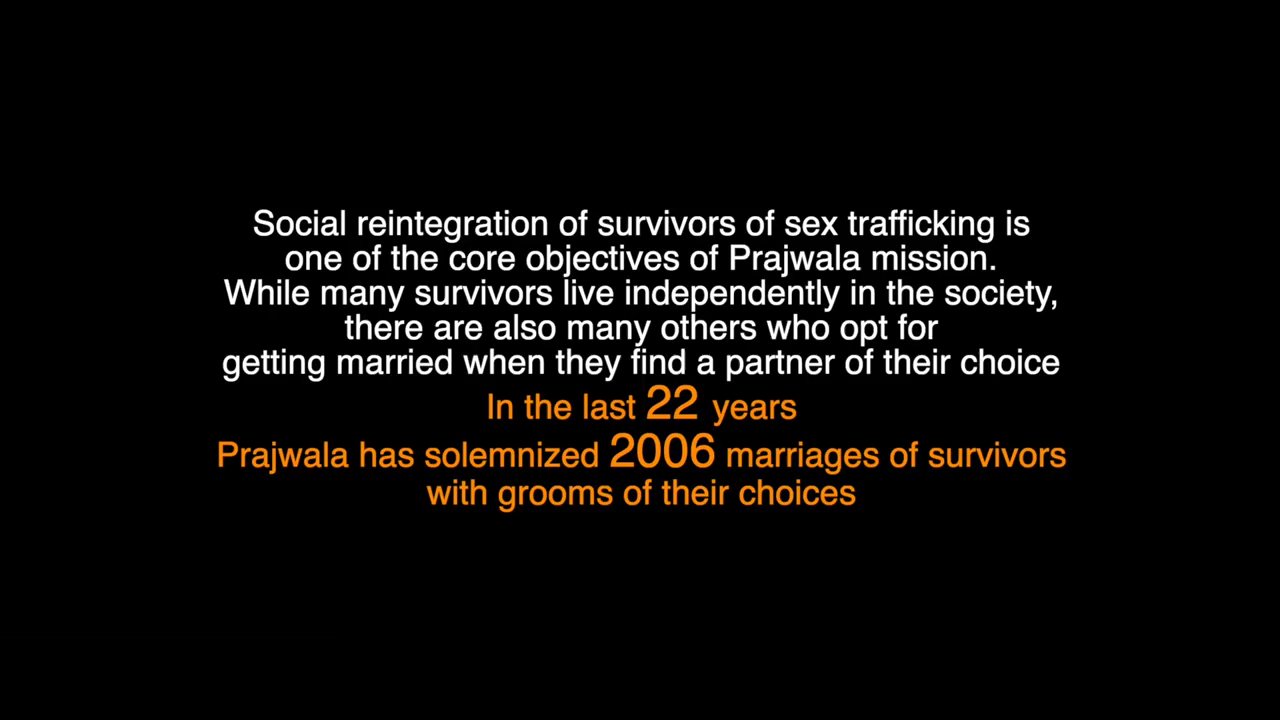 Social reintegration of survivors of sex trafficking is
one of the core objectives of Prajwala mission.
While many survivors live independently in the society,
there are also many others who opt for
getting married when they find a partner of their choice
In the last 22 years
Prajwala has solemnized 2006 marriages of survivors
with grooms of their choices